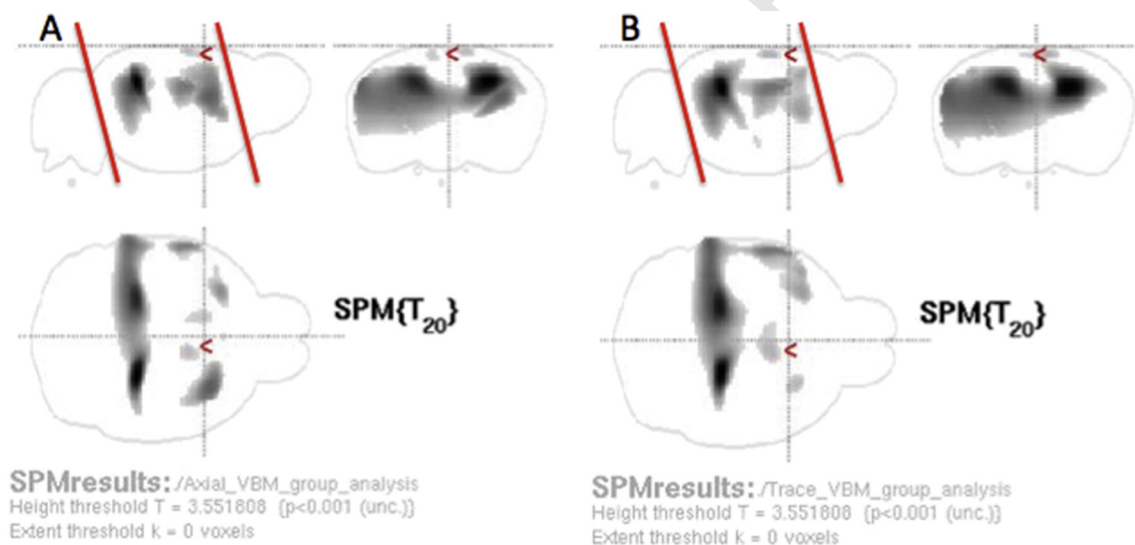 A
B
<
<
<
<
SPM{T20}
<
SPM{T20}
<
SPMresults: ./Axial_VBM_group_analysis
Height threshold T = 3.551808 {p<0.001 (unc.)}
Extent threshold k = 0 voxels
SPMresults: ./Trace_VBM_group_analysis
Height threshold T = 3.551808 {p<0.001 (unc.)}
Extent threshold k = 0 voxels